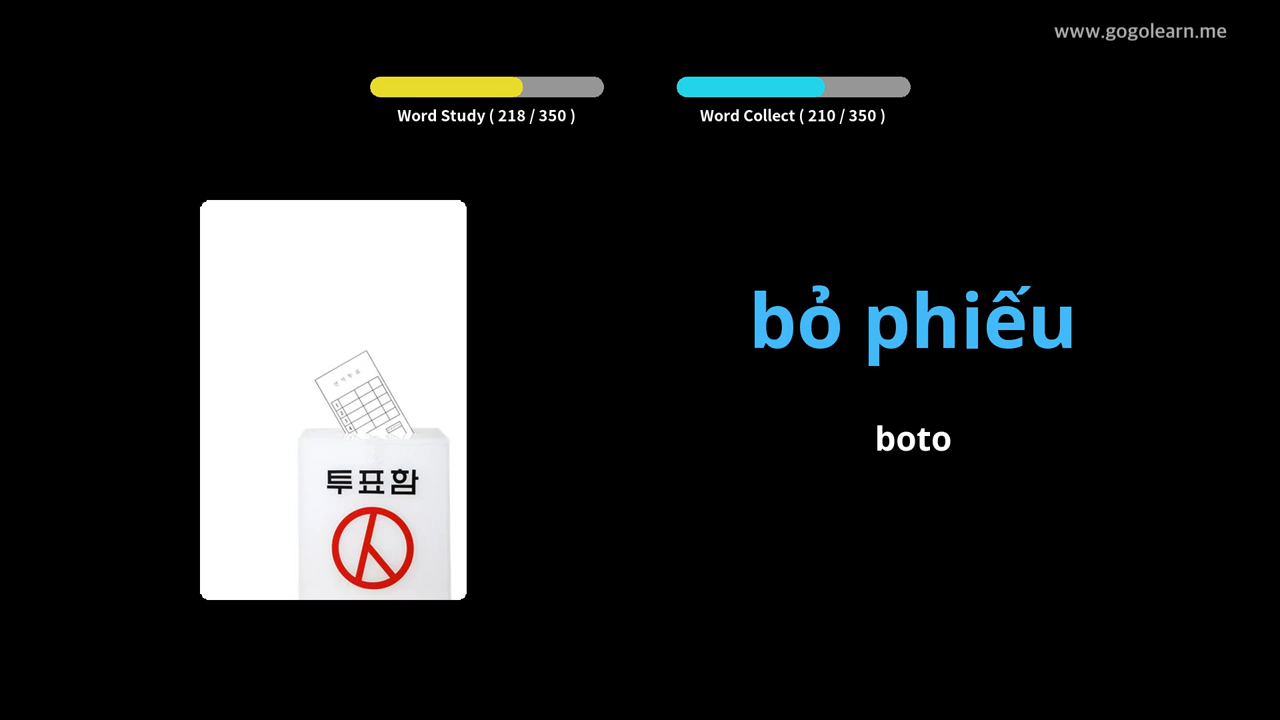 www.gogolearn.me
Word Study ( 218 / 350 )
Word Collect ( 210 / 350 )
bỏ phiếu
boto
투표함